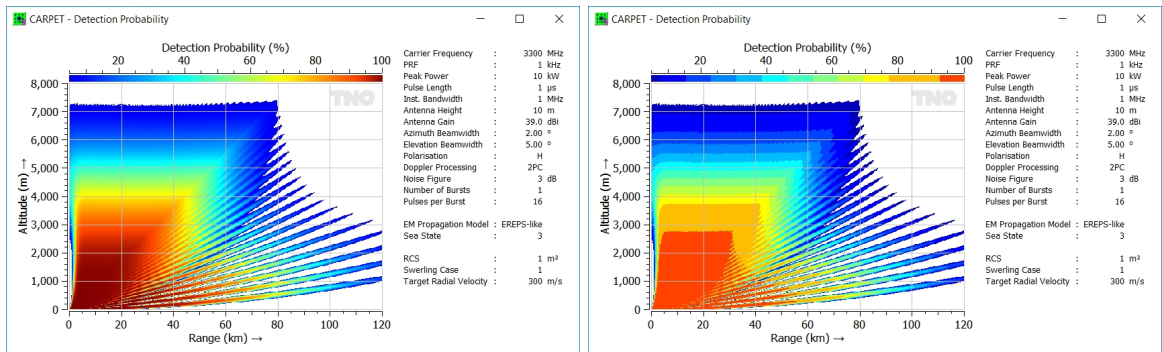 CARPET - Detection Probability
Detection Probability (%)
20 40 60 80 100
8,000
7,000
6,000
5,000
4,000
3,000
2,000
1,000
0
Altitude (m) →
0 20 40 60 80 100 120
Range (km) →
TNO
Carrier Frequency : 3300 MHz
PRF : 1 kHz
Peak Power : 10 kW
Pulse Length : 1 µs
Inst. Bandwidth : 1 MHz
Antenna Height : 10 m
Antenna Gain : 39.0 dBi
Azimuth Beamwidth : 2.00 º
Elevation Beamwidth : 5.00 º
Polarisation : H
Doppler Processing : 2PC
Noise Figure : 3 dB
Number of Bursts : 1
Pulses per Burst : 16
EM Propagation Model : EREPS-like
Sea State : 3
RCS : 1 m²
Swerling Case : 1
Target Radial Velocity : 300 m/s
CARPET - Detection Probability
Detection Probability (%)
20 40 60 80 100
8,000
7,000
6,000
5,000
4,000
3,000
2,000
1,000
0
Altitude (m) →
0 20 40 60 80 100 120
Range (km) →
TNO
Carrier Frequency : 3300 MHz
PRF : 1 kHz
Peak Power : 10 kW
Pulse Length : 1 µs
Inst. Bandwidth : 1 MHz
Antenna Height : 10 m
Antenna Gain : 39.0 dBi
Azimuth Beamwidth : 2.00 º
Elevation Beamwidth : 5.00 º
Polarisation : H
Doppler Processing : 2PC
Noise Figure : 3 dB
Number of Bursts : 1
Pulses per Burst : 16
EM Propagation Model : EREPS-like
Sea State : 3
RCS : 1 m²
Swerling Case : 1
Target Radial Velocity : 300 m/s